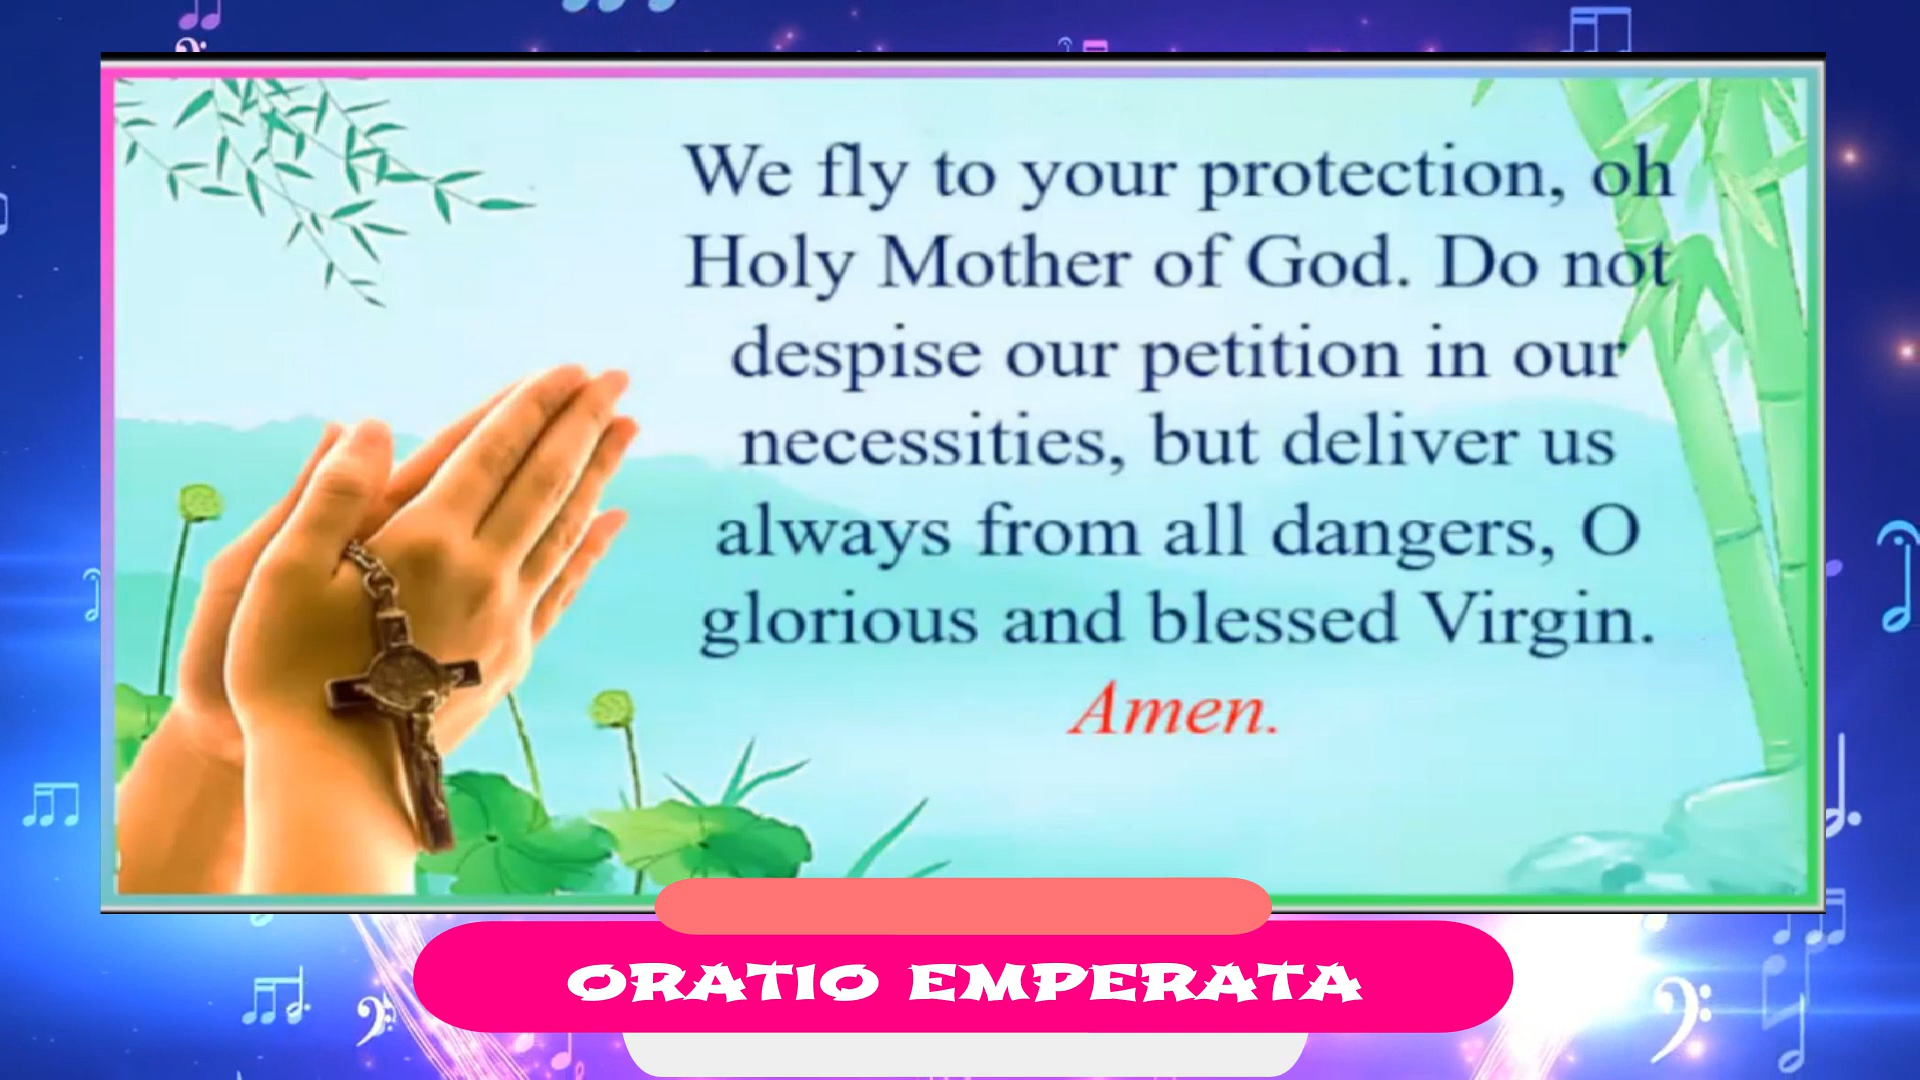 We fly to your protection, oh
Holy Mother of God. Do not
despise our petition in our
necessities, but deliver us
always from all dangers, O
glorious and blessed Virgin.
Amen.
ORATIO EMPERATA